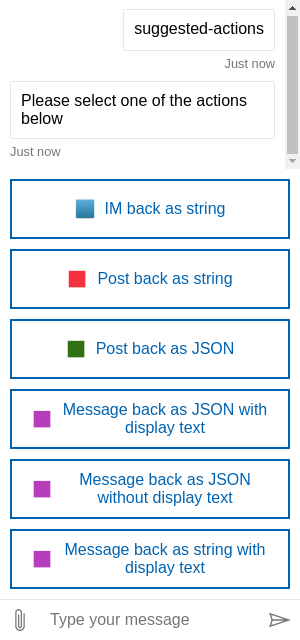 suggested-actions
Just now
Please select one of the actions
below
Just now
IM back as string
Post back as string
Post back as JSON
Message back as JSON with
display text
Message back as JSON
without display text
Message back as string with
display text
Type your message